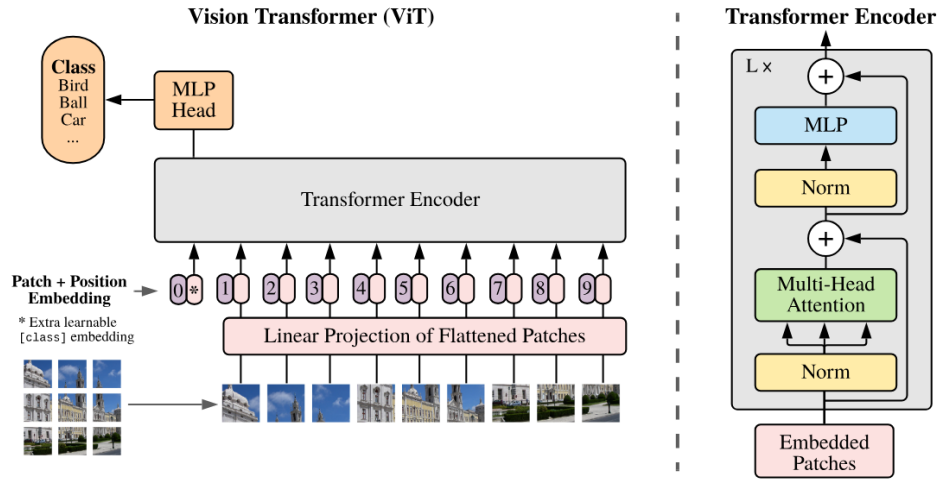 Vision Transformer (ViT)
Class
Bird
Ball
Car
...
MLP
Head
Transformer Encoder
Patch + Position
Embedding
* Extra learnable
[class] embedding
0 * 1 2 3 4 5 6 7 8 9
Linear Projection of Flattened Patches
Transformer Encoder
L ×
+
MLP
Norm
+
Multi-Head
Attention
Norm
Embedded
Patches